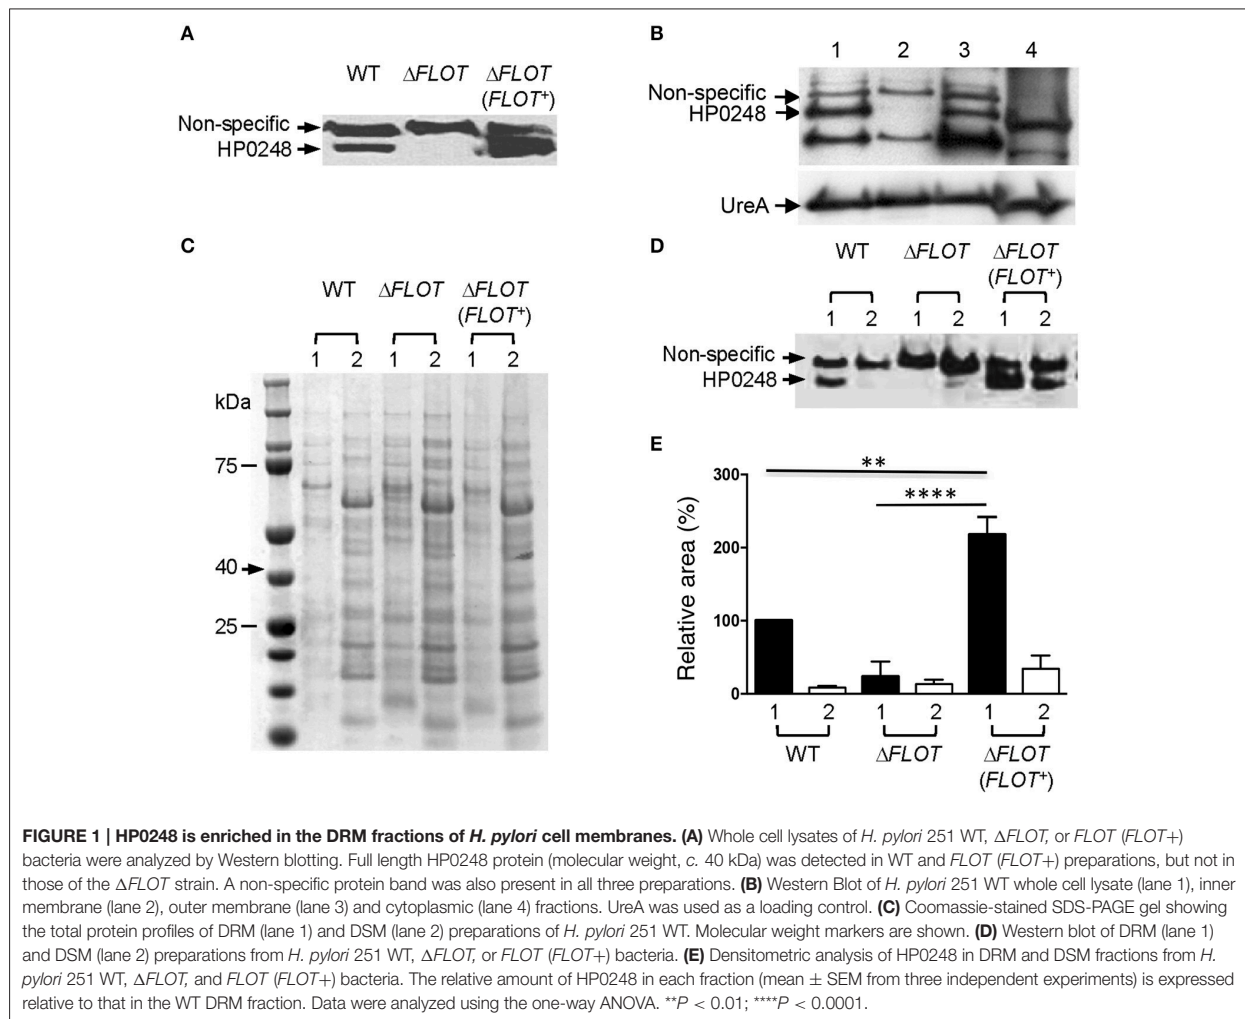 A
WT ΔFLOT ΔFLOT
(FLOT+)
Non-specific
HP0248
B
1 2 3 4
Non-specific
HP0248
UreA
C
WT ΔFLOT ΔFLOT
(FLOT+)
1 2 1 2 1 2
kDa
75
40
25
D
WT ΔFLOT ΔFLOT
(FLOT+)
1 2 1 2 1 2
Non-specific
HP0248
E
Relative area (%)
300
200
100
0
**
****
1 2 1 2 1 2
WT ΔFLOT ΔFLOT
(FLOT+)
FIGURE 1 | HP0248 is enriched in the DRM fractions of H. pylori cell membranes. (A) Whole cell lysates of H. pylori 251 WT, ΔFLOT, or FLOT (FLOT+)
bacteria were analyzed by Western blotting. Full length HP0248 protein (molecular weight, c. 40 kDa) was detected in WT and FLOT (FLOT+) preparations, but not in
those of the ΔFLOT strain. A non-specific protein band was also present in all three preparations. (B) Western Blot of H. pylori 251 WT whole cell lysate (lane 1), inner
membrane (lane 2), outer membrane (lane 3) and cytoplasmic (lane 4) fractions. UreA was used as a loading control. (C) Coomassie-stained SDS-PAGE gel showing
the total protein profiles of DRM (lane 1) and DSM (lane 2) preparations of H. pylori 251 WT. Molecular weight markers are shown. (D) Western blot of DRM (lane 1)
and DSM (lane 2) preparations from H. pylori 251 WT, ΔFLOT, or FLOT (FLOT+) bacteria. (E) Densitometric analysis of HP0248 in DRM and DSM fractions from H.
pylori 251 WT, ΔFLOT, and FLOT (FLOT+) bacteria. The relative amount of HP0248 in each fraction (mean ± SEM from three independent experiments) is expressed
relative to that in the WT DRM fraction. Data were analyzed using the one-way ANOVA. **P < 0.01; ****P < 0.0001.